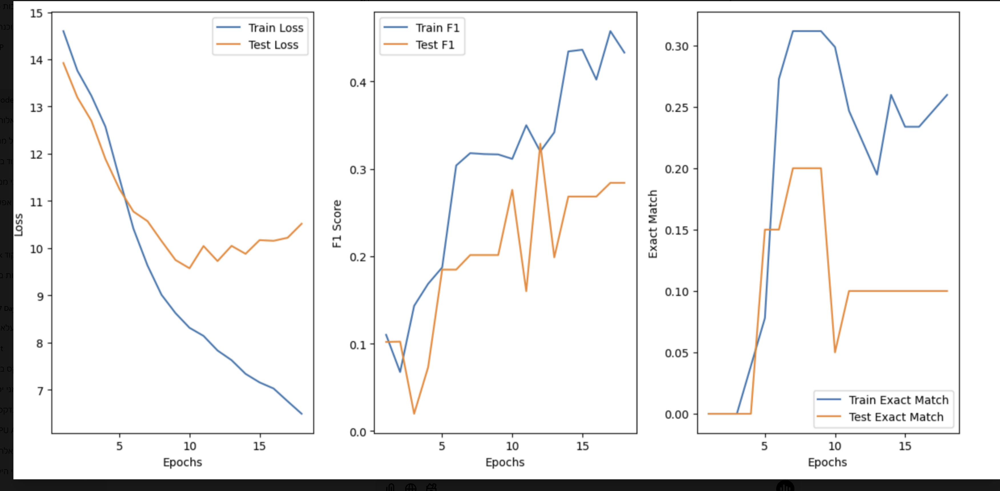 15
14
13
12
11
10
9
8
7
Loss
Train Loss
Test Loss
5 10 15
Epochs
0.4
0.3
0.2
0.1
0.0
F1 Score
Train F1
Test F1
5 10 15
Epochs
0.30
0.25
0.20
0.15
0.10
0.05
0.00
Exact Match
Train Exact Match
Test Exact Match
5 10 15
Epochs